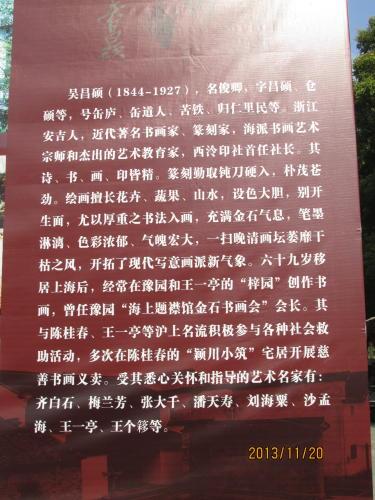 吴昌硕（1844-1927），名俊卿，字昌硕、仓
硕等，号缶庐、缶道人、苦铁、归仁里民等。浙江
安吉人，近代著名书画家、篆刻家，海派书画艺术
宗师和杰出的艺术教育家，西泠印社首任社长。其
诗、书、画、印皆精。篆刻勤取钝刀硬入，朴茂苍
劲。绘画擅长花卉、蔬果、山水，设色大胆，别开
生面，尤以厚重之书法入画，充满金石气息，笔墨
淋漓、色彩浓郁、气魄宏大，一扫晚清画坛萎靡干
枯之风，开拓了现代写意画派新气象。六十九岁移
居上海后，经常在豫园和王一亭的“梓园”创作书
画，曾任豫园“海上题襟馆金石书画会”会长。其
与陈桂春、王一亭等沪上名流积极参与各种社会救
助活动，多次在陈桂春的“颍川小筑”宅居开展慈
善书画义卖。受其悉心关怀和指导的艺术名家有：
齐白石、梅兰芳、张大千、潘天寿、刘海粟、沙孟
海、王一亭、王个簃等。
2013/11/20